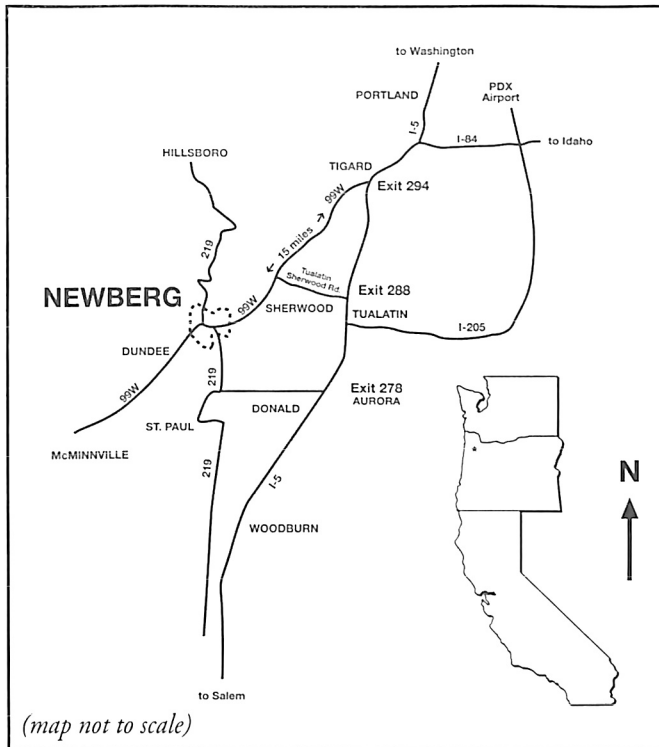 to Washington
PDX
Airport
PORTLAND
I-5
I-84
to Idaho
HILLSBORO
TIGARD
Exit 294
99W
15 miles
219
Tualatin
Sherwood Rd.
Exit 288
NEWBERG
99W
SHERWOOD
TUALATIN
I-205
DUNDEE
219
99W
Exit 278
AURORA
DONALD
ST. PAUL
McMINNVILLE
219
I-5
N
WOODBURN
to Salem
(map not to scale)